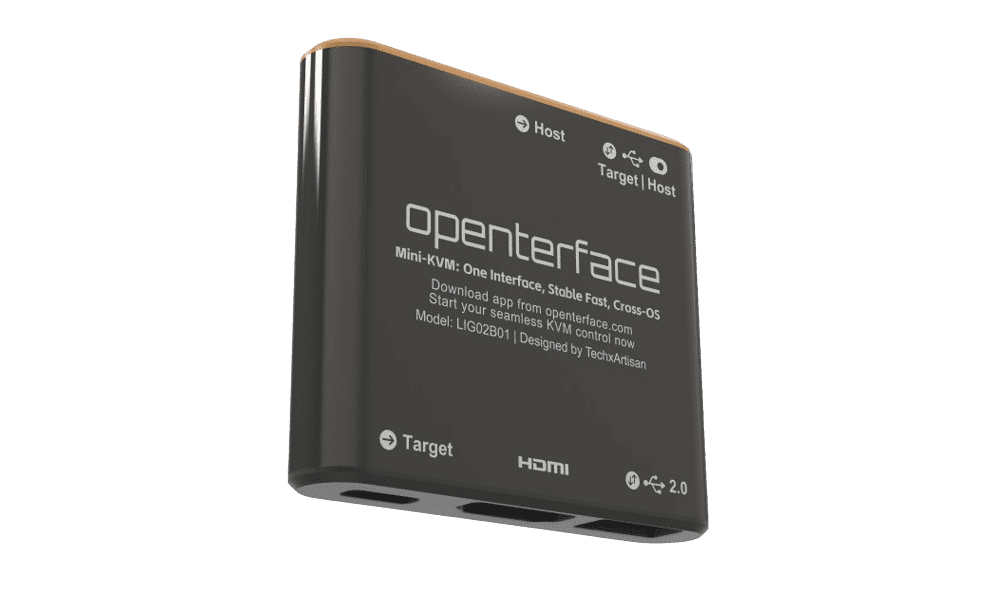 Host
Target | Host
openterface
Mini-KVM: One Interface, Stable Fast, Cross-OS
Download app from openterface.com
Start your seamless KVM control now
Model: LIG02B01 | Designed by TechxArtisan
Target
HDMI
2.0